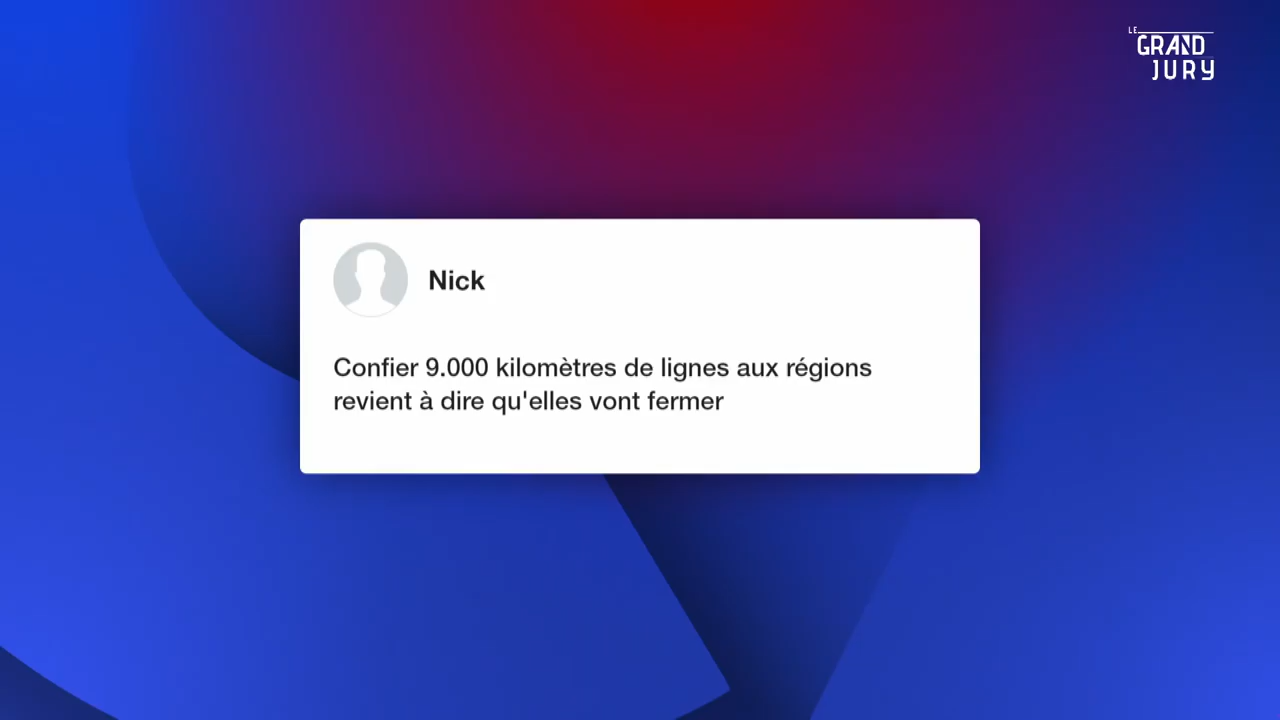 LE
GRAND
JURY
Nick
Confier 9.000 kilomètres de lignes aux régions
revient à dire qu'elles vont fermer